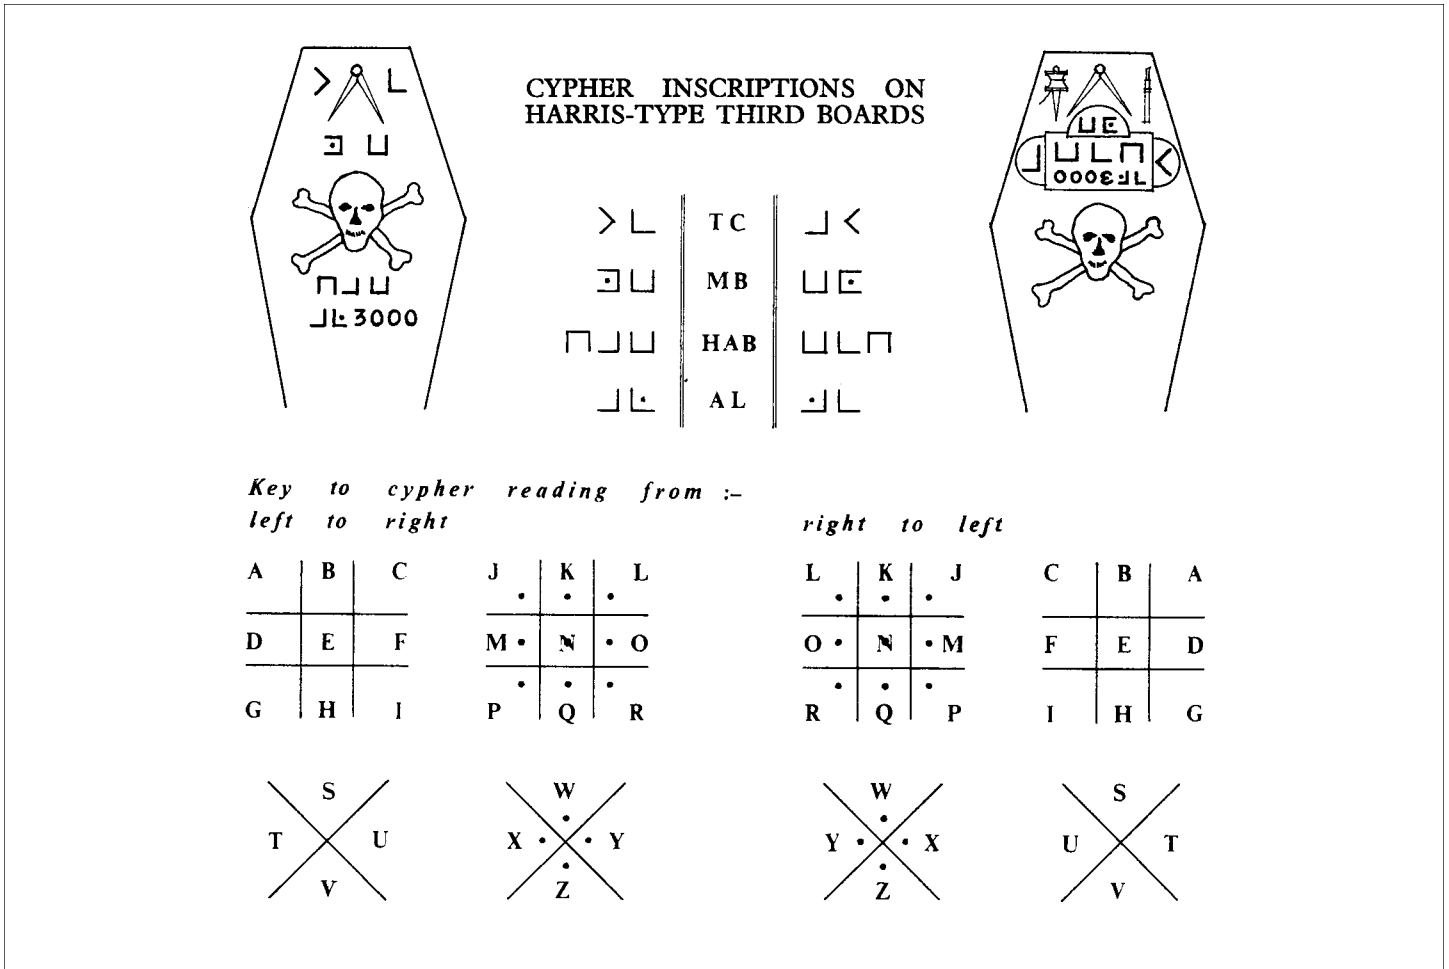 CYPHER INSCRIPTIONS ON
HARRIS-TYPE THIRD BOARDS
3000
3000
TC
MB
HAB
AL
Key to cypher reading from :–
left to right
right to left
A B C
D E F
G H I
J K L
M N O
P Q R
L K J
O N M
R Q P
C B A
F E D
I H G
S
T U
V
W
X Y
Z
W
Y X
Z
S
U T
V